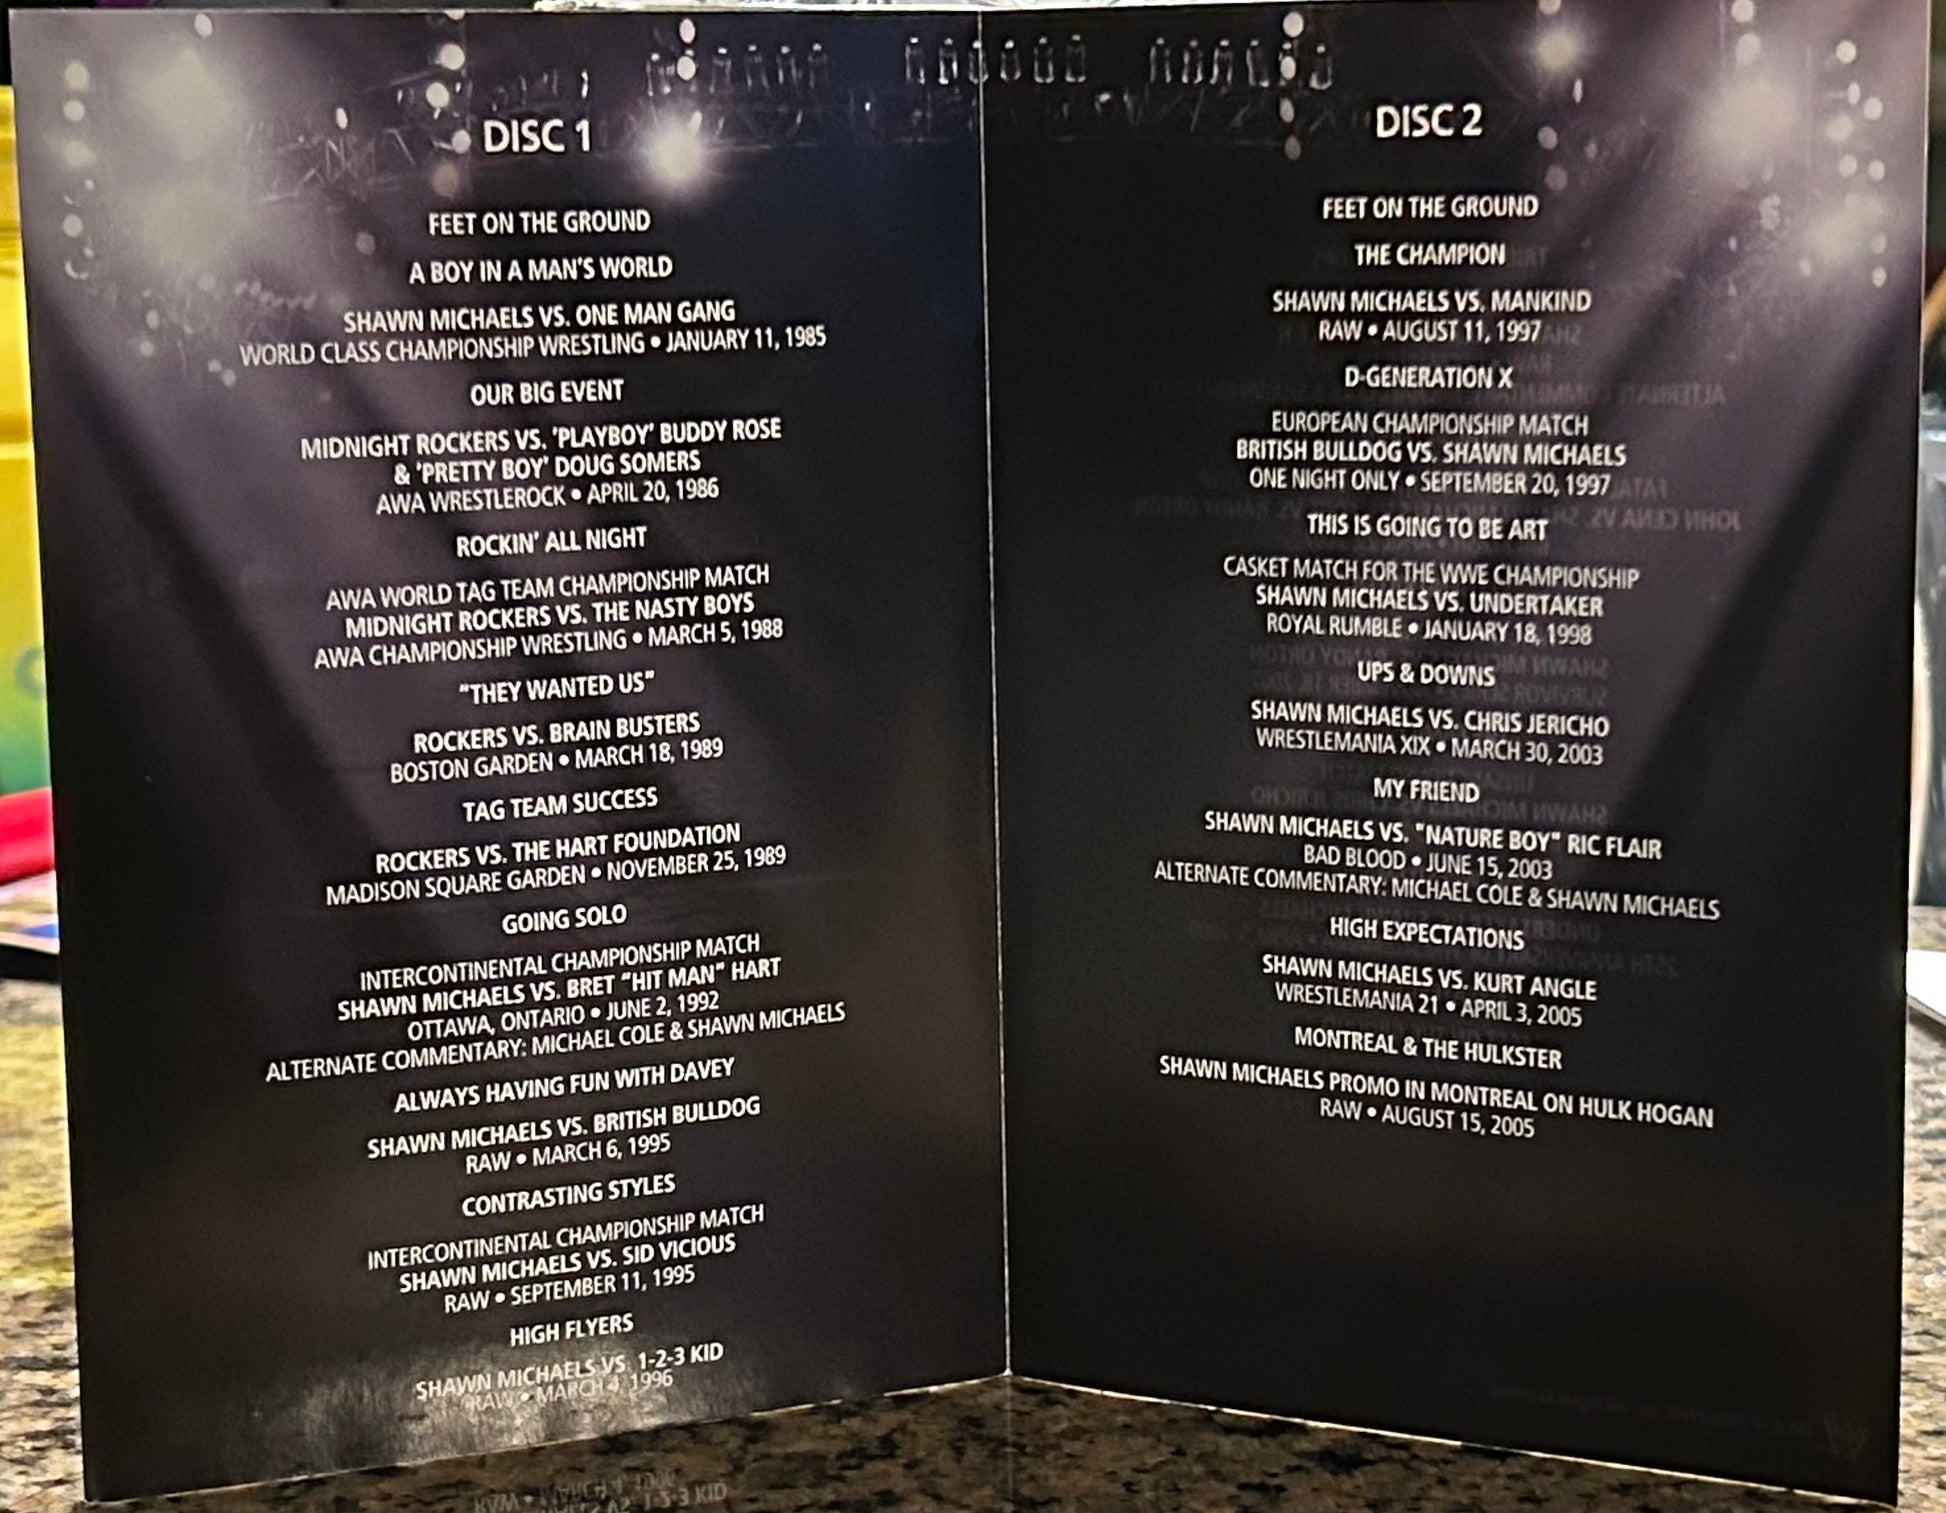 DISC 1
FEET ON THE GROUND
A BOY IN A MAN'S WORLD
SHAWN MICHAELS VS. ONE MAN GANG
WORLD CLASS CHAMPIONSHIP WRESTLING • JANUARY 11, 1985
OUR BIG EVENT
MIDNIGHT ROCKERS VS. 'PLAYBOY' BUDDY ROSE
& 'PRETTY BOY' DOUG SOMERS
AWA WRESTLEROCK • APRIL 20, 1986
ROCKIN' ALL NIGHT
AWA WORLD TAG TEAM CHAMPIONSHIP MATCH
MIDNIGHT ROCKERS VS. THE NASTY BOYS
AWA CHAMPIONSHIP WRESTLING • MARCH 5, 1988
"THEY WANTED US"
ROCKERS VS. BRAIN BUSTERS
BOSTON GARDEN • MARCH 18, 1989
TAG TEAM SUCCESS
ROCKERS VS. THE HART FOUNDATION
MADISON SQUARE GARDEN • NOVEMBER 25, 1989
GOING SOLO
INTERCONTINENTAL CHAMPIONSHIP MATCH
SHAWN MICHAELS VS. BRET "HIT MAN" HART
OTTAWA, ONTARIO • JUNE 2, 1992
ALTERNATE COMMENTARY: MICHAEL COLE & SHAWN MICHAELS
ALWAYS HAVING FUN WITH DAVEY
SHAWN MICHAELS VS. BRITISH BULLDOG
RAW • MARCH 6, 1995
CONTRASTING STYLES
INTERCONTINENTAL CHAMPIONSHIP MATCH
SHAWN MICHAELS VS. SID VICIOUS
RAW • SEPTEMBER 11, 1995
HIGH FLYERS
SHAWN MICHAELS VS. 1-2-3 KID
RAW • MARCH 4, 1996
DISC 2
FEET ON THE GROUND
THE CHAMPION
SHAWN MICHAELS VS. MANKIND
RAW • AUGUST 11, 1997
D-GENERATION X
EUROPEAN CHAMPIONSHIP MATCH
BRITISH BULLDOG VS. SHAWN MICHAELS
ONE NIGHT ONLY • SEPTEMBER 20, 1997
THIS IS GOING TO BE ART
CASKET MATCH FOR THE WWE CHAMPIONSHIP
SHAWN MICHAELS VS. UNDERTAKER
ROYAL RUMBLE • JANUARY 18, 1998
UPS & DOWNS
SHAWN MICHAELS VS. CHRIS JERICHO
WRESTLEMANIA XIX • MARCH 30, 2003
MY FRIEND
SHAWN MICHAELS VS. "NATURE BOY" RIC FLAIR
BAD BLOOD • JUNE 15, 2003
ALTERNATE COMMENTARY: MICHAEL COLE & SHAWN MICHAELS
HIGH EXPECTATIONS
SHAWN MICHAELS VS. KURT ANGLE
WRESTLEMANIA 21 • APRIL 3, 2005
MONTREAL & THE HULKSTER
SHAWN MICHAELS PROMO IN MONTREAL ON HULK HOGAN
RAW • AUGUST 15, 2005